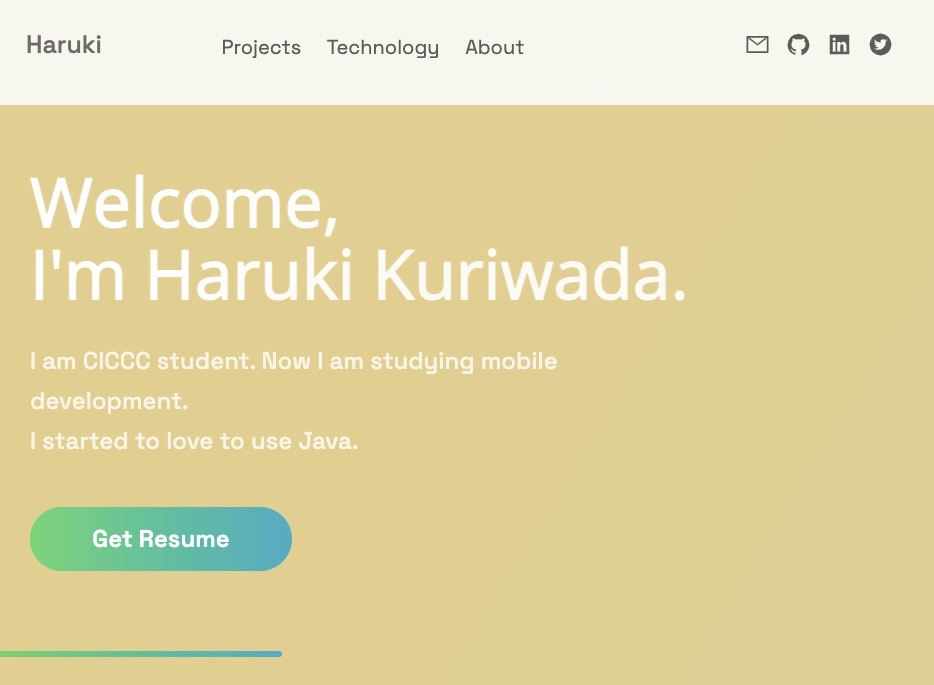 Haruki
Projects Technology About
Welcome,
I'm Haruki Kuriwada.
I am CICCC student. Now I am studying mobile
development.
I started to love to use Java.
Get Resume